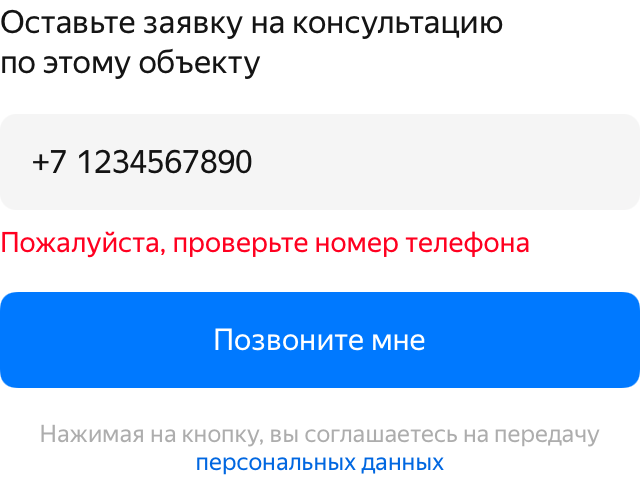 Оставьте заявку на консультацию
по этому объекту
+7 1234567890
Пожалуйста, проверьте номер телефона
Позвоните мне
Нажимая на кнопку, вы соглашаетесь на передачу
персональных данных